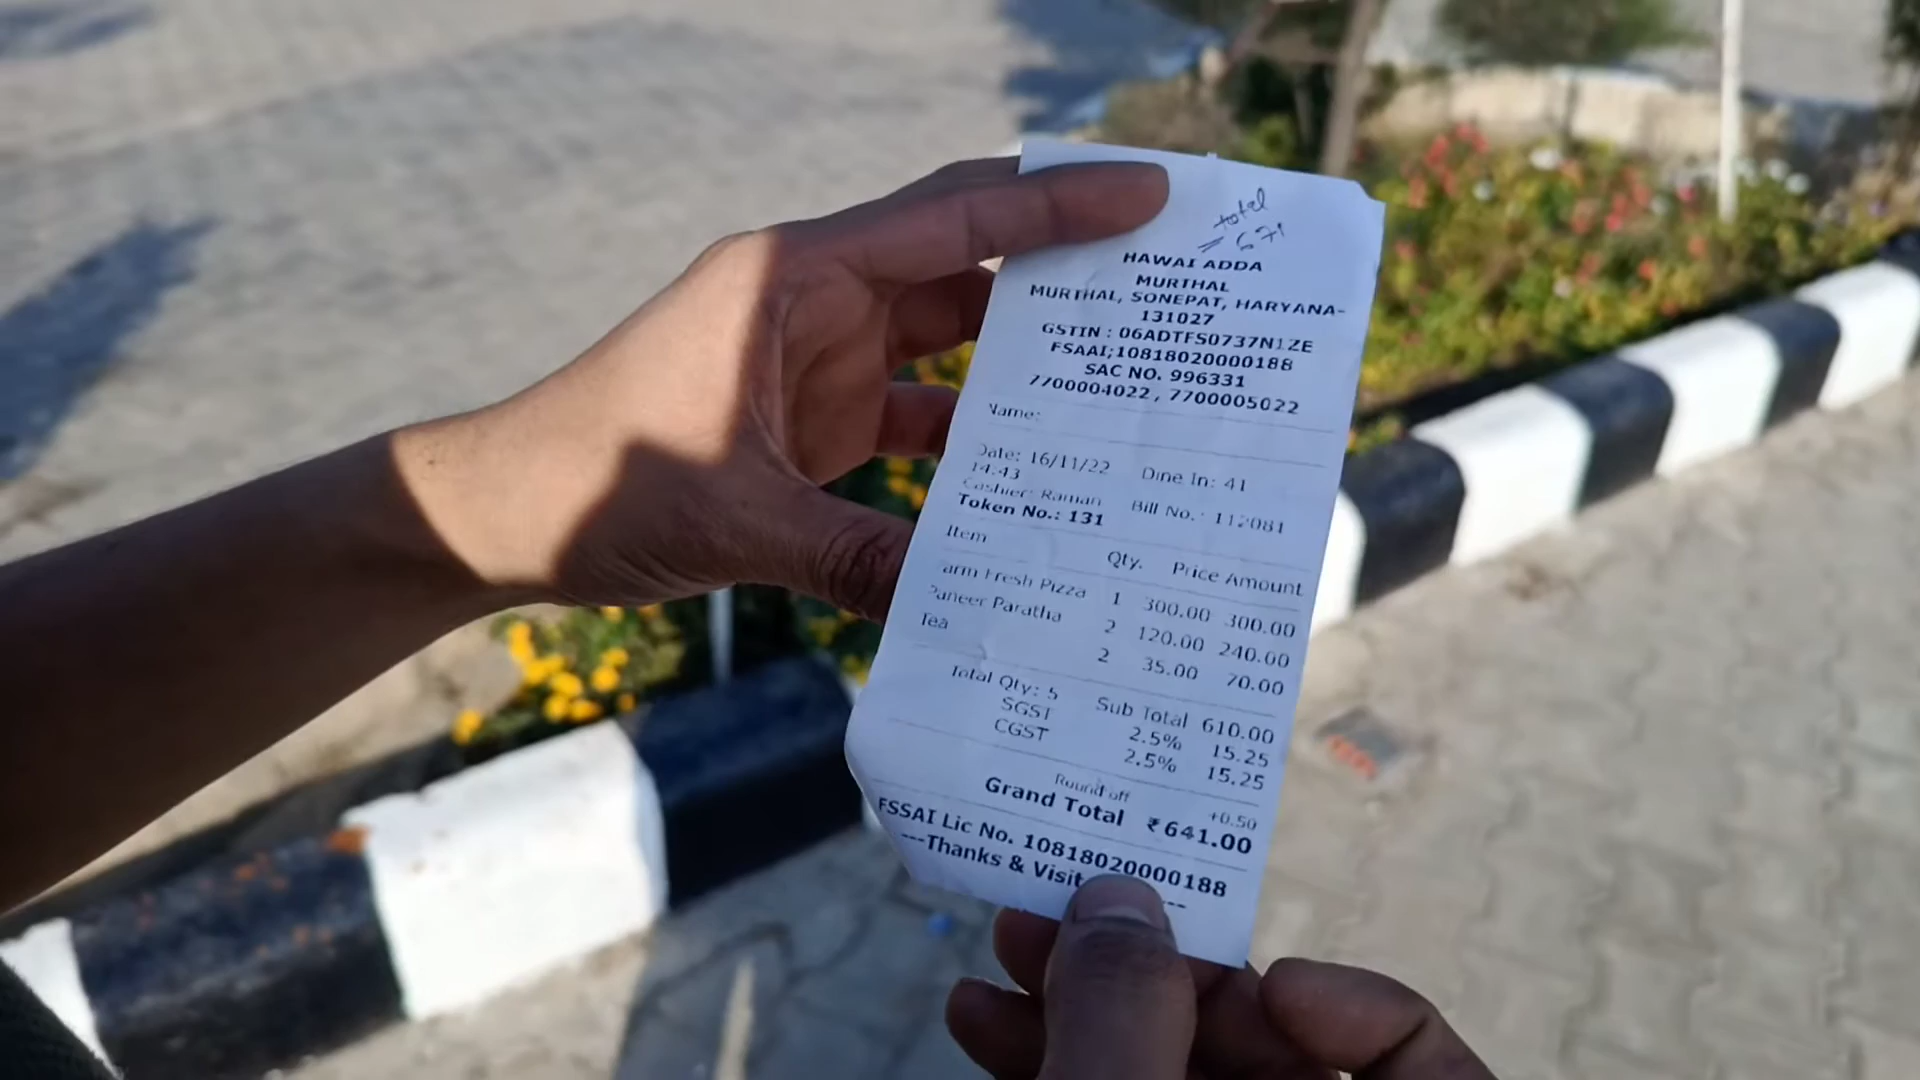 total
= 671
HAWAI ADDA
MURTHAL
MURTHAL, SONEPAT, HARYANA-
131027
GSTIN : 06ADTFS0737N1ZE
FSAAI;10818020000188
SAC NO. 996331
7700004022, 7700005022
Name:
Date: 16/11/22 Dine In: 41
14:43
Cashier: Raman Bill No.: 112081
Token No.: 131
Item Qty. Price Amount
arm Fresh Pizza 1 300.00 300.00
Paneer Paratha 2 120.00 240.00
Tea 2 35.00 70.00
Total Qty: 5 Sub Total 610.00
SGST 2.5% 15.25
CGST 2.5% 15.25
Round off +0.50
Grand Total ₹641.00
FSSAI Lic No. 10818020000188
---Thanks & Visit ---